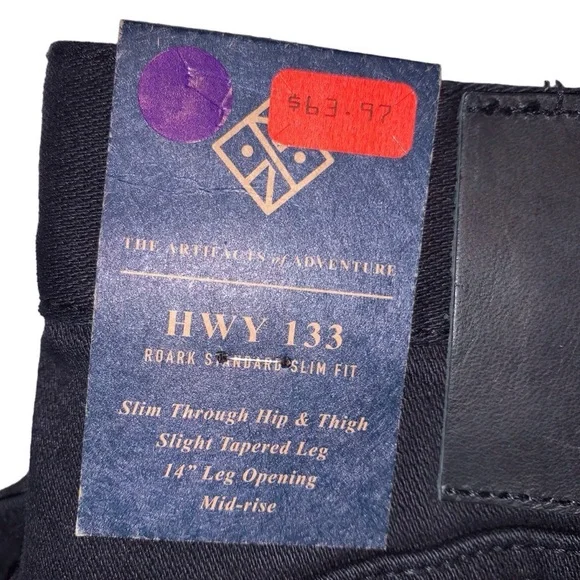 $63.97
THE ARTIFACTS of ADVENTURE
HWY 133
ROARK STANDARD SLIM FIT
Slim Through Hip & Thigh
Slight Tapered Leg
14” Leg Opening
Mid-rise